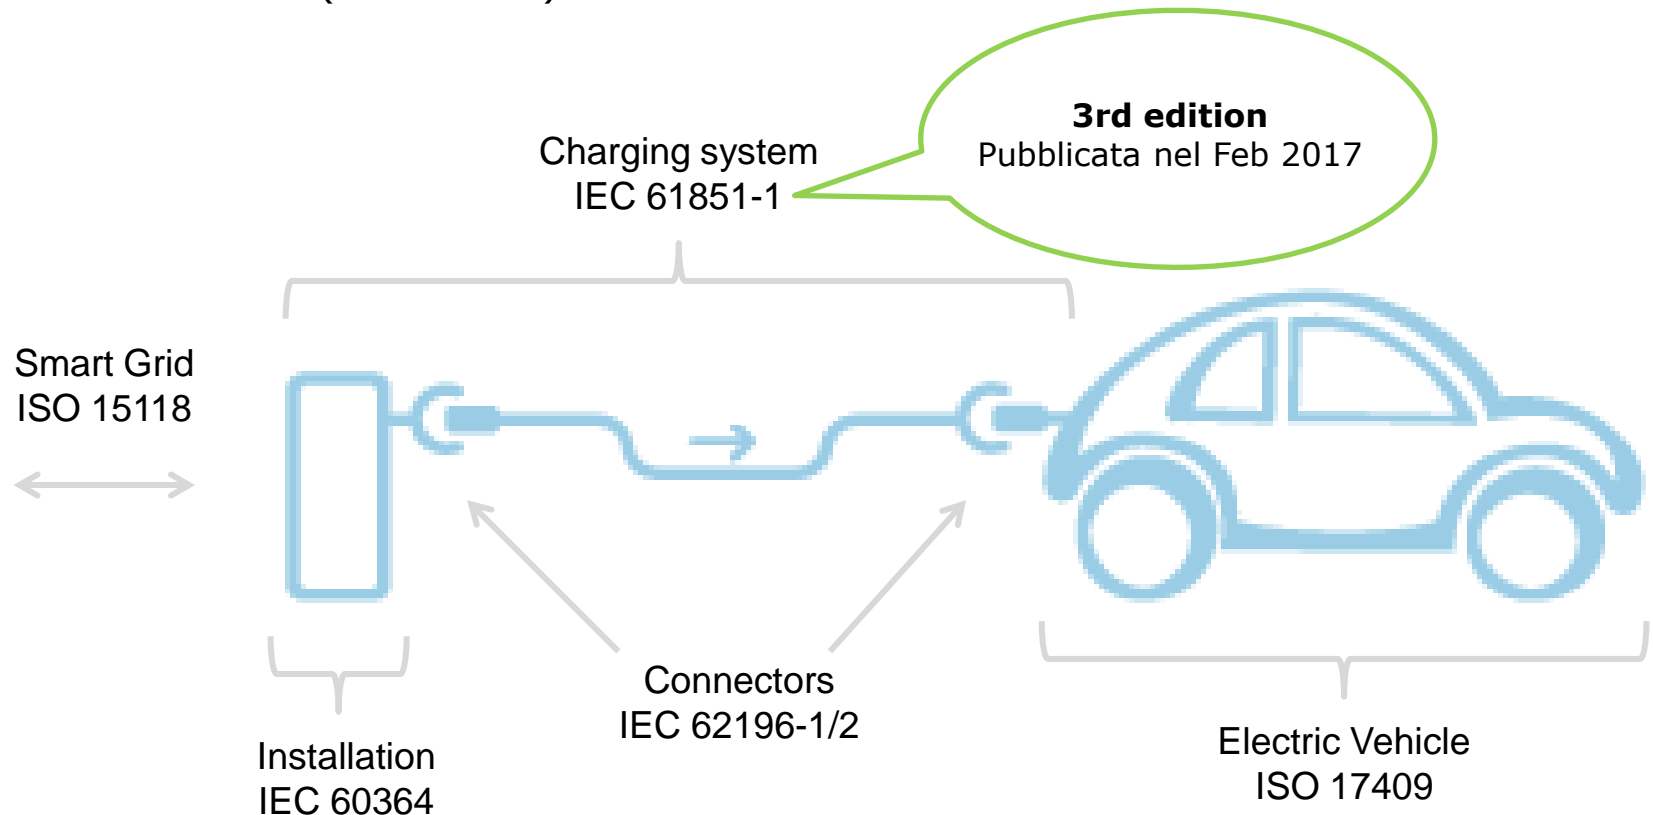 3rd edition
Pubblicata nel Feb 2017
Charging system
IEC 61851-1
Smart Grid
ISO 15118
Connectors
IEC 62196-1/2
Installation
IEC 60364
Electric Vehicle
ISO 17409